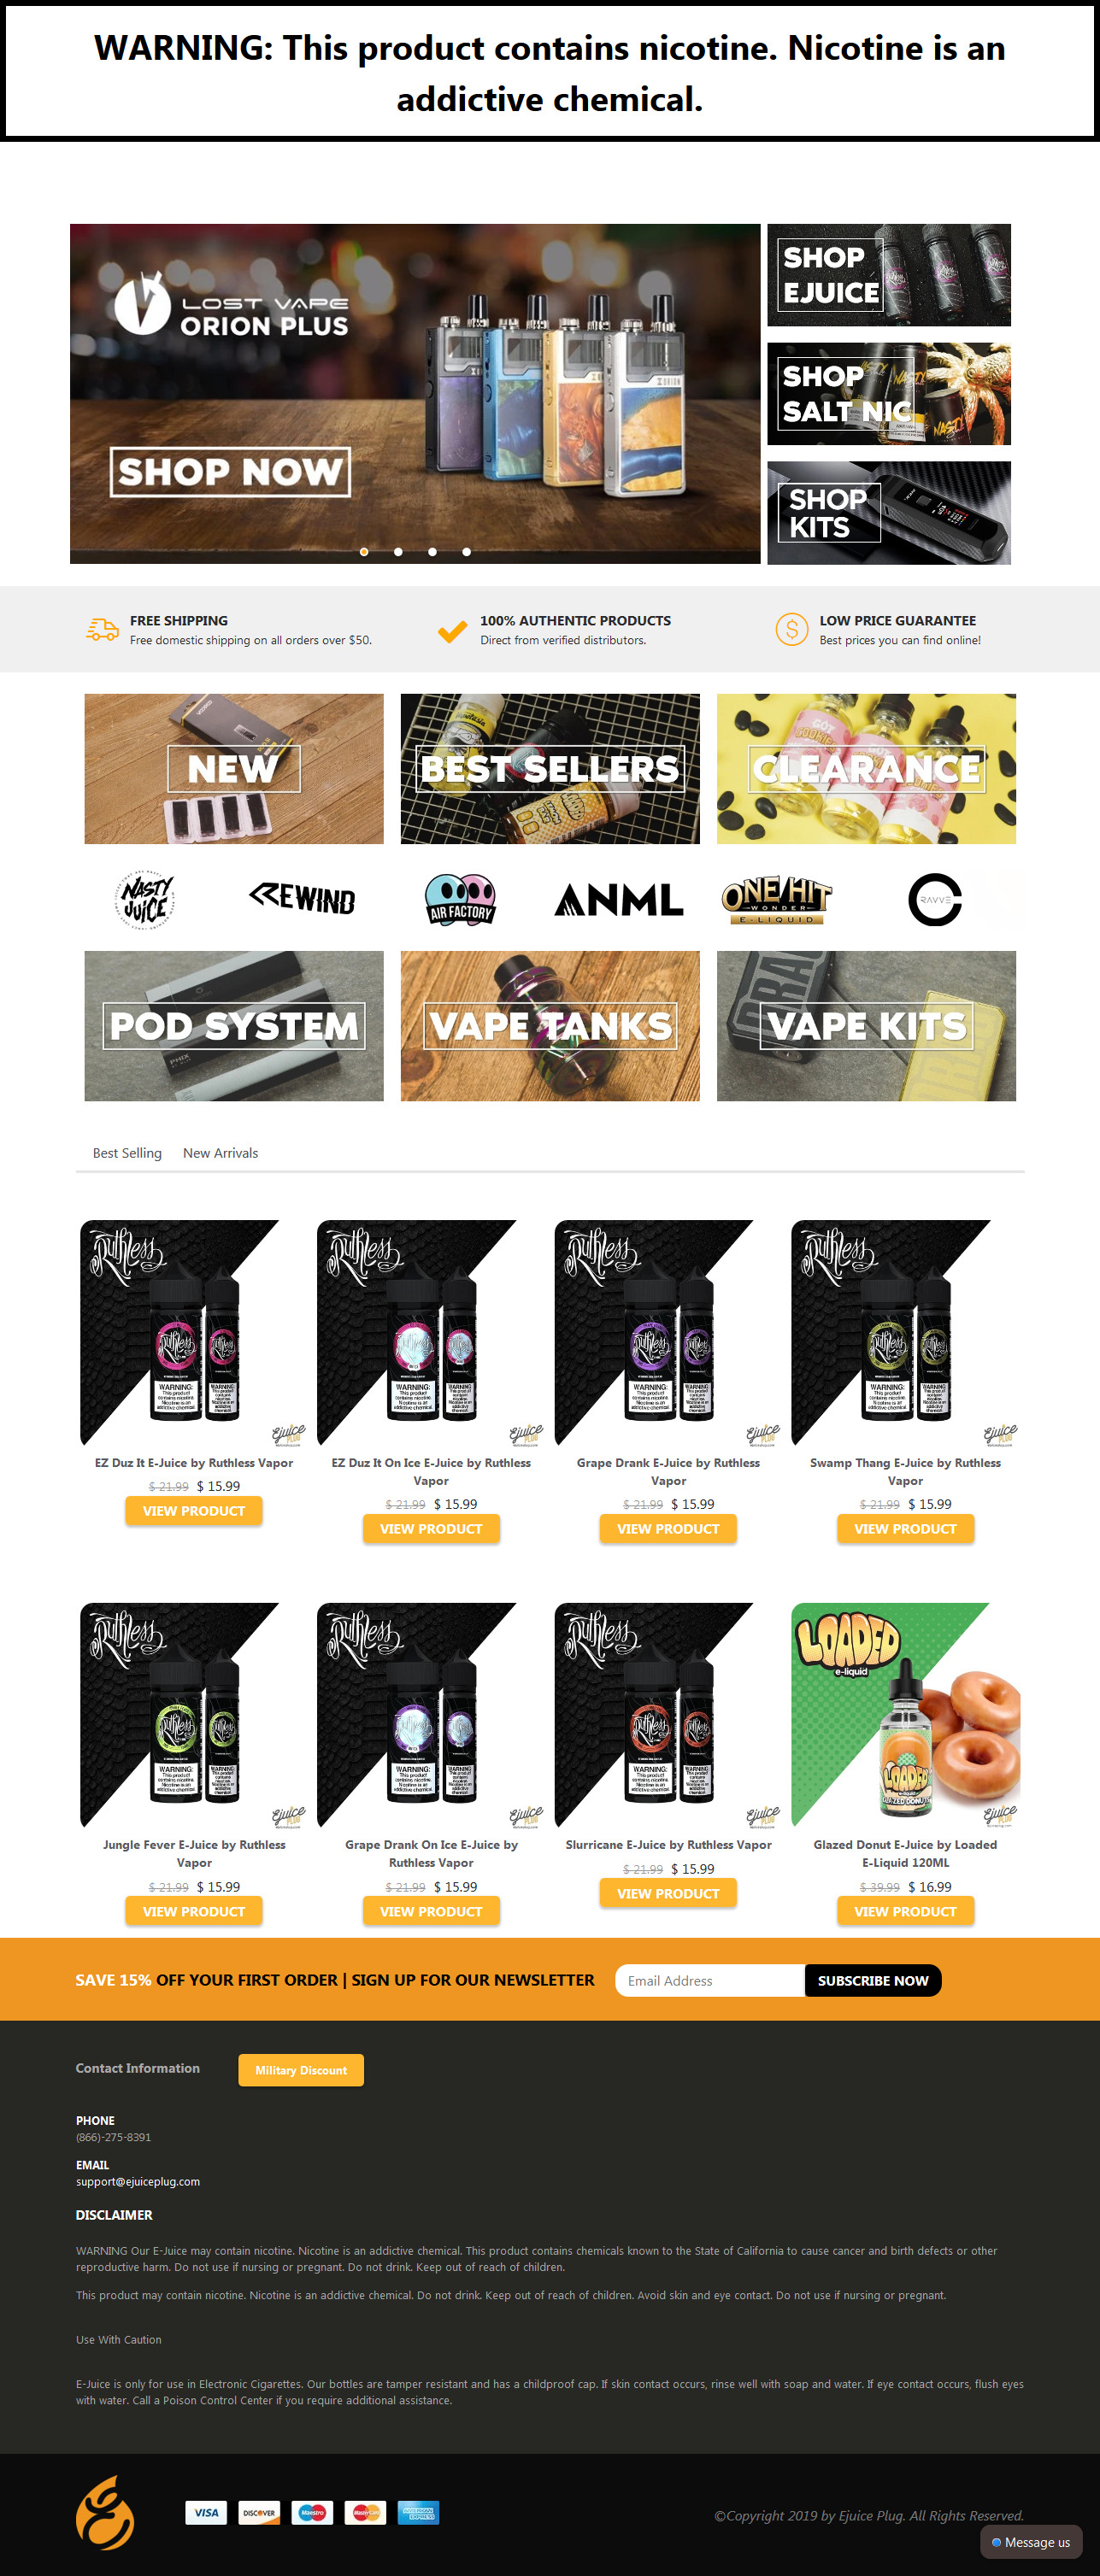 WARNING: This product contains nicotine. Nicotine is an
addictive chemical.
LOST VAPE
ORION PLUS
SHOP NOW
SHOP
EJUICE
SHOP
SALT NIC
SHOP
KITS
FREE SHIPPING
Free domestic shipping on all orders over $50.
100% AUTHENTIC PRODUCTS
Direct from verified distributors.
LOW PRICE GUARANTEE
Best prices you can find online!
NEW
BEST SELLERS
CLEARANCE
NASTY
JUICE
REWIND
AIR FACTORY
ANML
ONE HIT
WONDER
E-LIQUID
RAVVE
POD SYSTEM
VAPE TANKS
VAPE KITS
Best Selling New Arrivals
Ruthless
Ruthless
Ruthless
Ruthless
EZ Duz It E-Juice by Ruthless Vapor
$ 21.99 $ 15.99
VIEW PRODUCT
EZ Duz It On Ice E-Juice by Ruthless
Vapor
$ 21.99 $ 15.99
VIEW PRODUCT
Grape Drank E-Juice by Ruthless
Vapor
$ 21.99 $ 15.99
VIEW PRODUCT
Swamp Thang E-Juice by Ruthless
Vapor
$ 21.99 $ 15.99
VIEW PRODUCT
Ruthless
Ruthless
Ruthless
LOADED
e-liquid
Jungle Fever E-Juice by Ruthless
Vapor
$ 21.99 $ 15.99
VIEW PRODUCT
Grape Drank On Ice E-Juice by
Ruthless Vapor
$ 21.99 $ 15.99
VIEW PRODUCT
Slurricane E-Juice by Ruthless Vapor
$ 21.99 $ 15.99
VIEW PRODUCT
Glazed Donut E-Juice by Loaded
E-Liquid 120ML
$ 39.99 $ 16.99
VIEW PRODUCT
SAVE 15% OFF YOUR FIRST ORDER | SIGN UP FOR OUR NEWSLETTER
Email Address
SUBSCRIBE NOW
Contact Information
Military Discount
PHONE
(866)-275-8391
EMAIL
support@ejuiceplug.com
DISCLAIMER
WARNING Our E-Juice may contain nicotine. Nicotine is an addictive chemical. This product contains chemicals known to the State of California to cause cancer and birth defects or other
reproductive harm. Do not use if nursing or pregnant. Do not drink. Keep out of reach of children.
This product may contain nicotine. Nicotine is an addictive chemical. Do not drink. Keep out of reach of children. Avoid skin and eye contact. Do not use if nursing or pregnant.
Use With Caution
E-Juice is only for use in Electronic Cigarettes. Our bottles are tamper resistant and has a childproof cap. If skin contact occurs, rinse well with soap and water. If eye contact occurs, flush eyes
with water. Call a Poison Control Center if you require additional assistance.
VISA DISCOVER Maestro MasterCard AMERICAN EXPRESS
©Copyright 2019 by Ejuice Plug. All Rights Reserved.
Message us